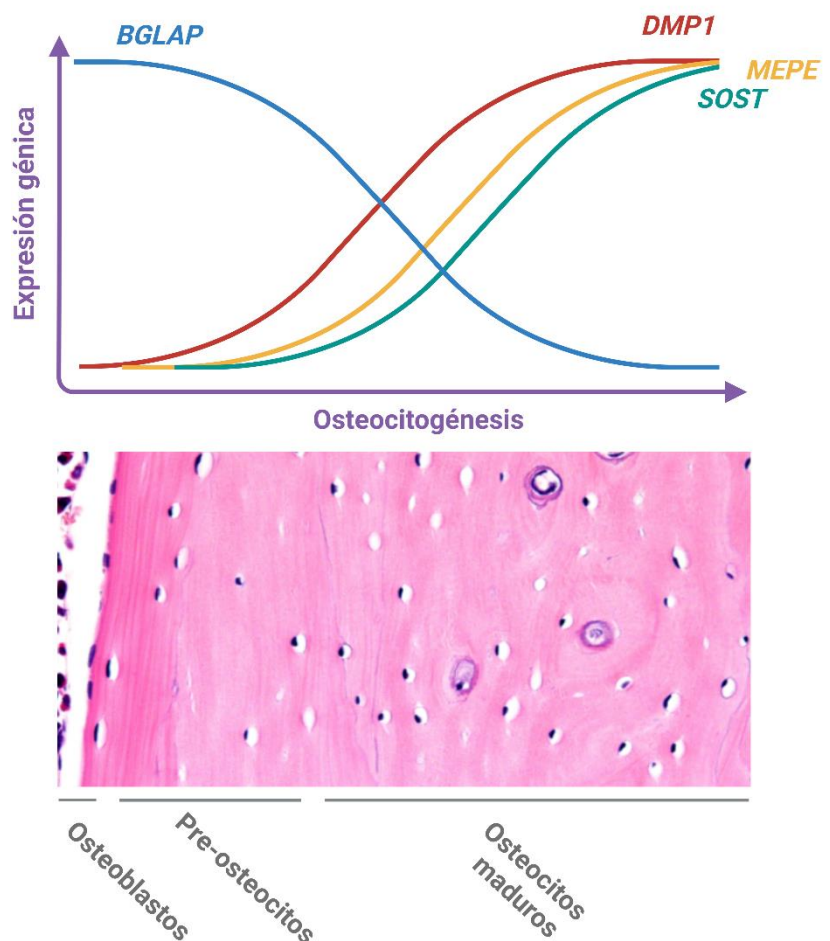 BGLAP
DMP1
MEPE
SOST
Expresión génica
Osteocitogénesis
Osteoblastos
Pre-osteocitos
Osteocitos
maduros